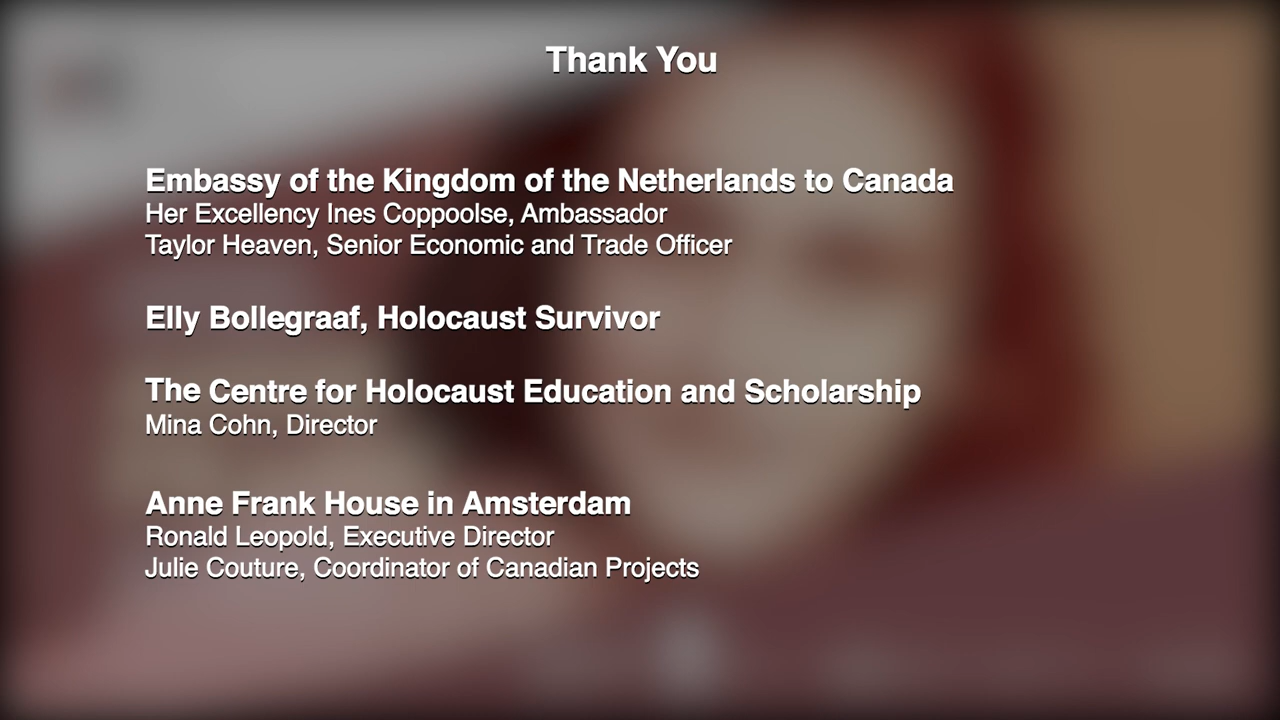 Thank You
Embassy of the Kingdom of the Netherlands to Canada
Her Excellency Ines Coppoolse, Ambassador
Taylor Heaven, Senior Economic and Trade Officer
Elly Bollegraaf, Holocaust Survivor
The Centre for Holocaust Education and Scholarship
Mina Cohn, Director
Anne Frank House in Amsterdam
Ronald Leopold, Executive Director
Julie Couture, Coordinator of Canadian Projects